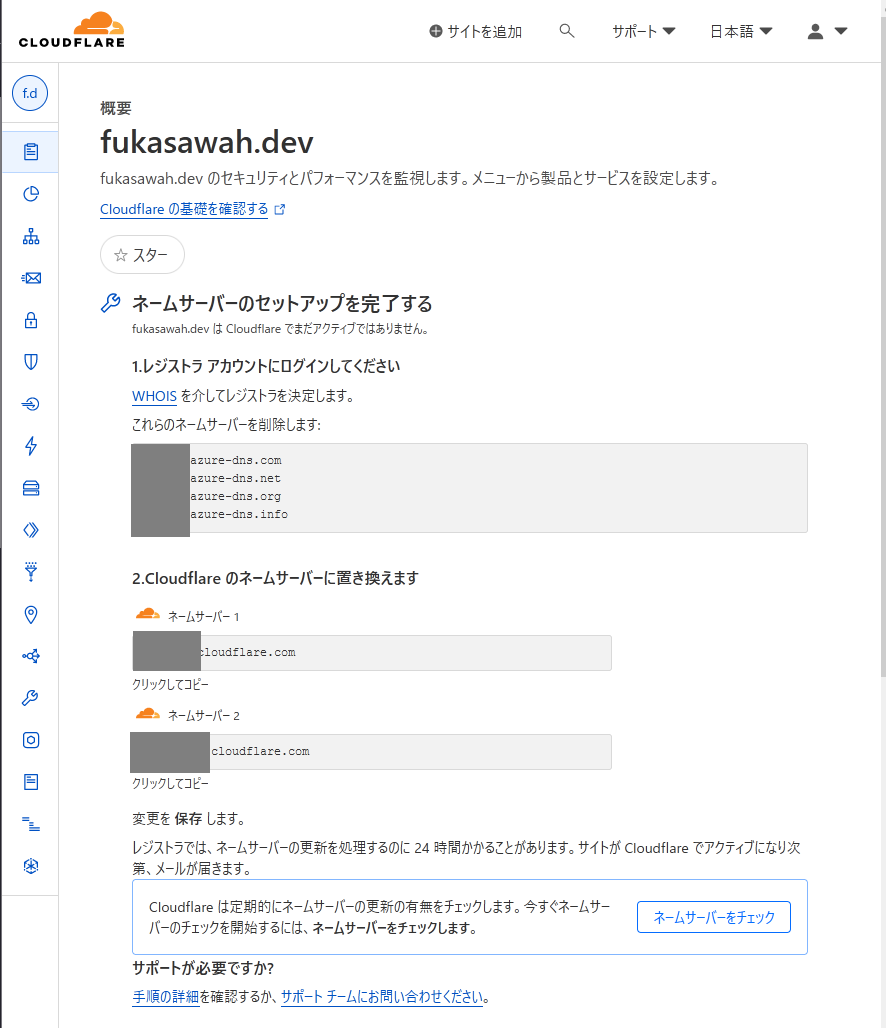 CLOUDFLARE
サイトを追加
サポート
日本語
f.d
概要
fukasawah.dev
fukasawah.dev のセキュリティとパフォーマンスを監視します。メニューから製品とサービスを設定します。
Cloudflare の基礎を確認する
スター
ネームサーバーのセットアップを完了する
fukasawah.dev は Cloudflare でまだアクティブではありません。
1.レジストラ アカウントにログインしてください
WHOIS を介してレジストラを決定します。
これらのネームサーバーを削除します:
azure-dns.com
azure-dns.net
azure-dns.org
azure-dns.info
2.Cloudflare のネームサーバーに置き換えます
ネームサーバー 1
cloudflare.com
クリックしてコピー
ネームサーバー 2
cloudflare.com
クリックしてコピー
変更を 保存 します。
レジストラでは、ネームサーバーの更新を処理するのに 24 時間かかることがあります。サイトが Cloudflare でアクティブになり次
第、メールが届きます。
Cloudflare は定期的にネームサーバーの更新の有無をチェックします。今すぐネームサー
バーのチェックを開始するには、ネームサーバーをチェックします。
ネームサーバーをチェック
サポートが必要ですか?
手順の詳細を確認するか、サポート チームにお問い合わせください。